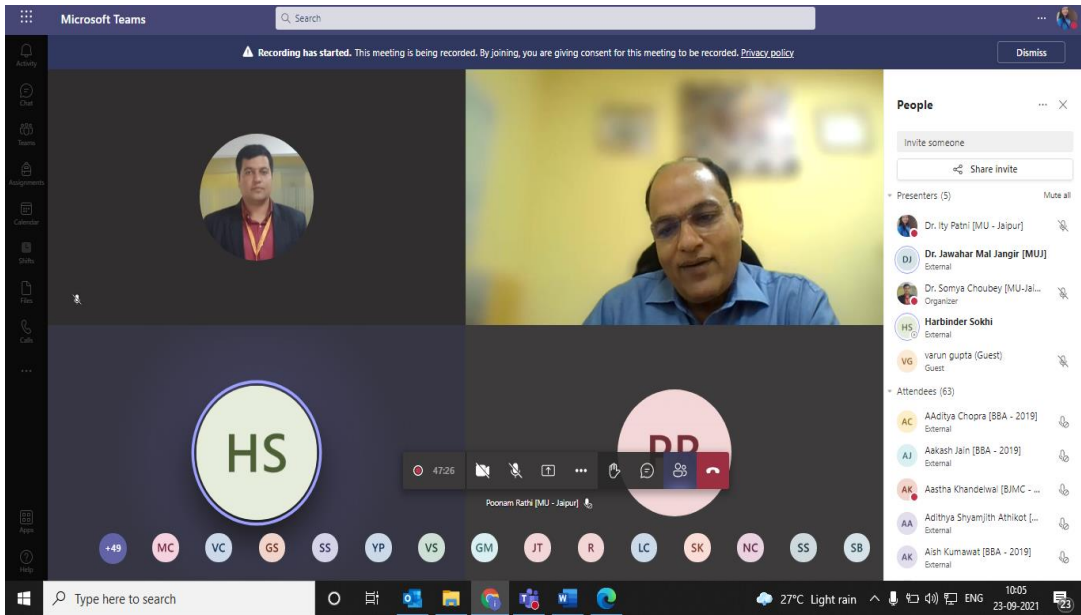 Microsoft Teams
Search
Recording has started. This meeting is being recorded. By joining, you are giving consent for this meeting to be recorded. Privacy policy
Dismiss
Activity
Chat
Teams
Assignments
Calendar
Shifts
Files
Calls
Apps
Help
HS
47:26
Poonam Rathi [MU - Jaipur]
+49
MC
VC
GS
SS
YP
VS
GM
JT
R
LC
SK
NC
SS
SB
People
Invite someone
Share invite
Presenters (5)
Mute all
Dr. Ity Patni [MU - Jaipur]
DJ
Dr. Jawahar Mal Jangir [MUJ]
External
Dr. Somya Choubey [MU-Jai...
Organizer
HS
Harbinder Sokhi
External
VG
varun gupta (Guest)
Guest
Attendees (63)
AC
AAditya Chopra [BBA - 2019]
External
AJ
Aakash Jain [BBA - 2019]
External
AK
Aastha Khandelwal [BJMC - ...
AA
Adithya Shyamjith Athikot [...
External
AK
Aish Kumawat [BBA - 2019]
External
Type here to search
27°C Light rain
ENG
10:05
23-09-2021
23